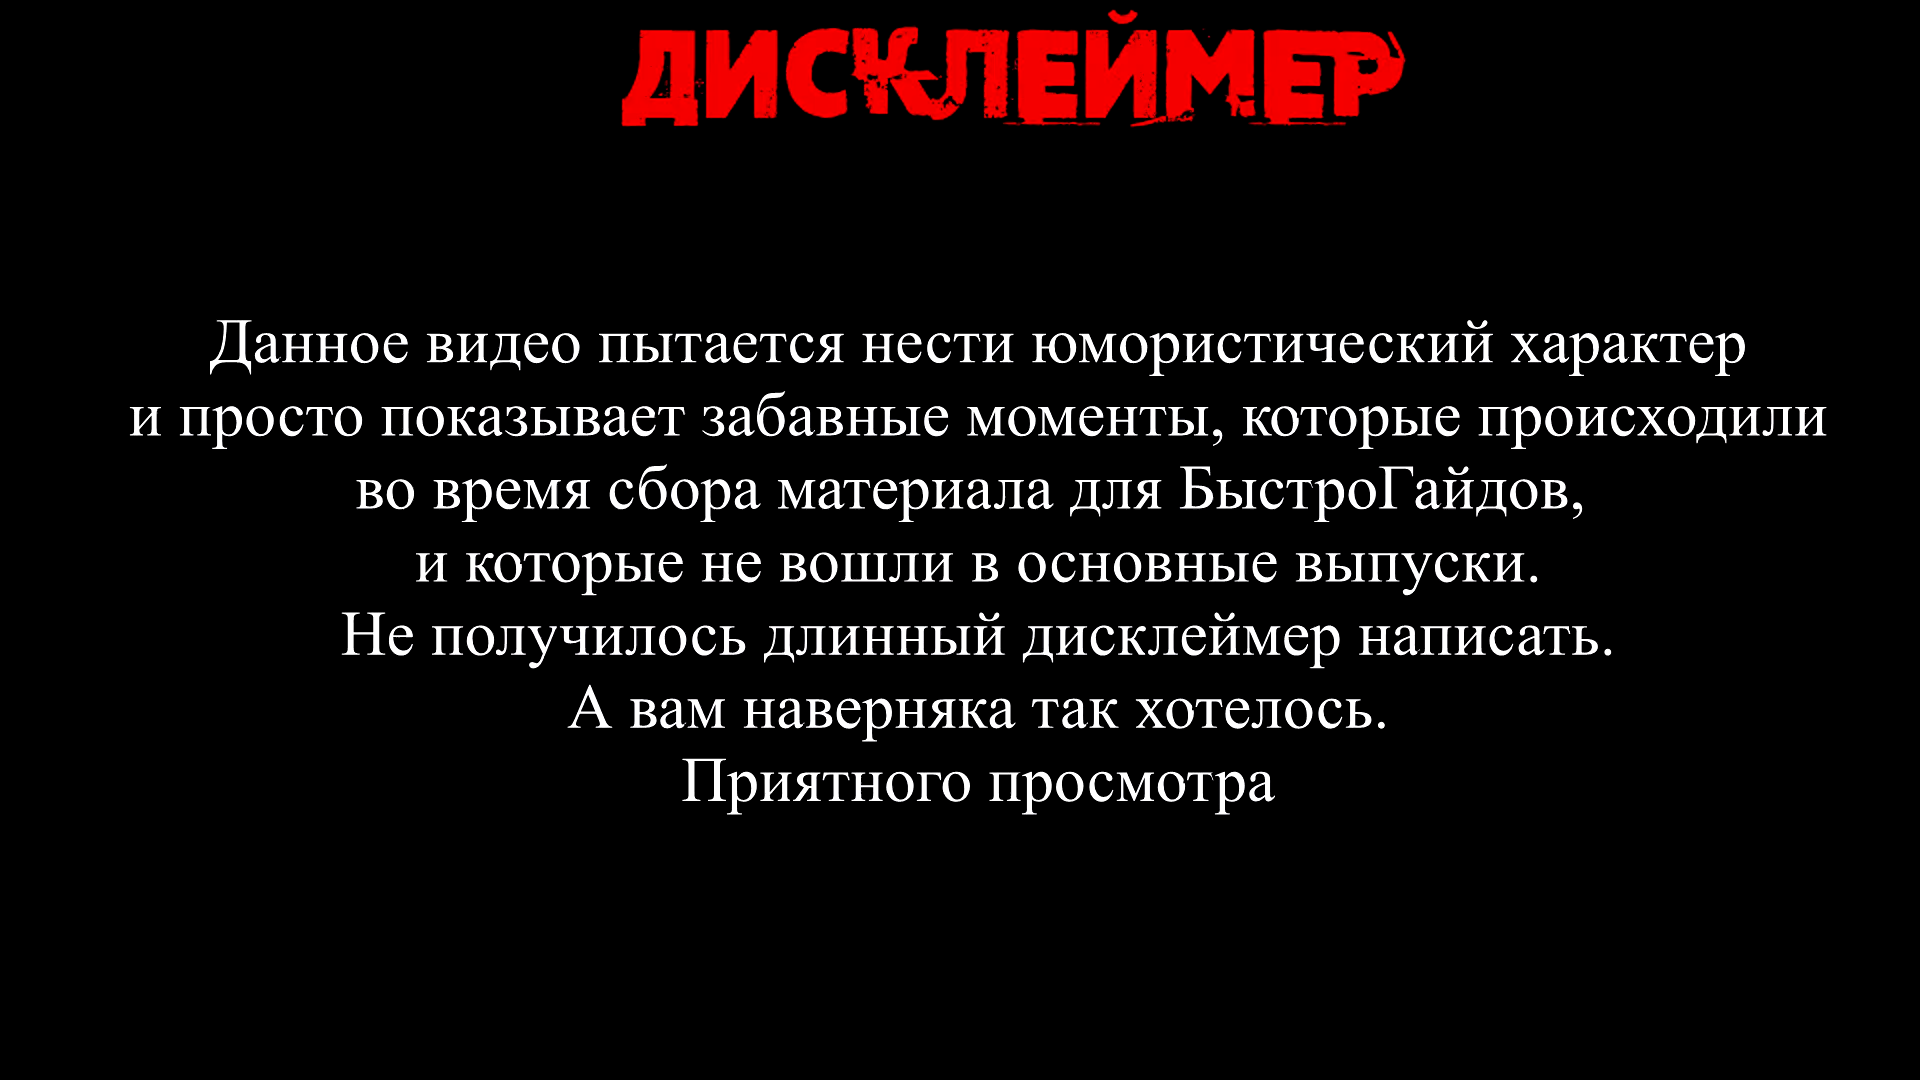 ДИСКЛЕЙМЕР
Данное видео пытается нести юмористический характер
и просто показывает забавные моменты, которые происходили
во время сбора материала для БыстроГайдов,
и которые не вошли в основные выпуски.
Не получилось длинный дисклеймер написать.
А вам наверняка так хотелось.
Приятного просмотра